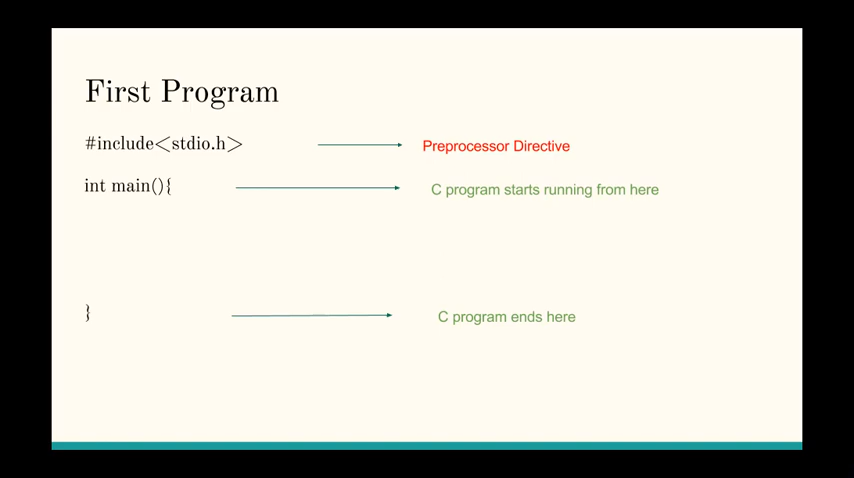 First Program
#include<stdio.h> Preprocessor Directive
int main(){ C program starts running from here
} C program ends here